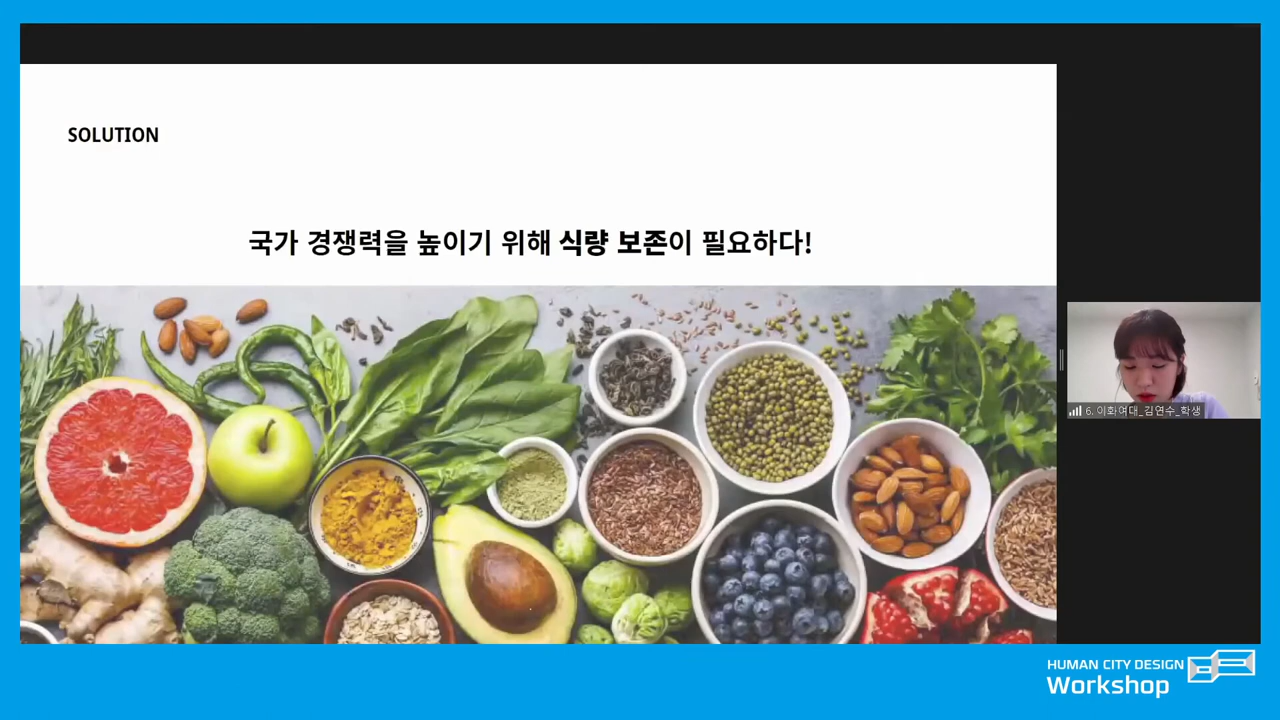 SOLUTION
국가 경쟁력을 높이기 위해 식량 보존이 필요하다!
6. 이화여대_김연수_학생
HUMAN CITY DESIGN
Workshop